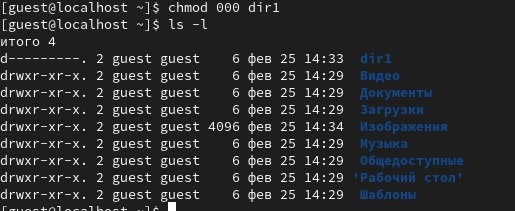 [guest@localhost ~]$ chmod 000 dir1
[guest@localhost ~]$ ls -l
итого 4
d---------. 2 guest guest    6 фев 25 14:33  dir1
drwxr-xr-x. 2 guest guest    6 фев 25 14:29  Видео
drwxr-xr-x. 2 guest guest    6 фев 25 14:29  Документы
drwxr-xr-x. 2 guest guest    6 фев 25 14:29  Загрузки
drwxr-xr-x. 2 guest guest 4096 фев 25 14:34  Изображения
drwxr-xr-x. 2 guest guest    6 фев 25 14:29  Музыка
drwxr-xr-x. 2 guest guest    6 фев 25 14:29  Общедоступные
drwxr-xr-x. 2 guest guest    6 фев 25 14:29 'Рабочий стол'
drwxr-xr-x. 2 guest guest    6 фев 25 14:29  Шаблоны
[guest@localhost ~]$